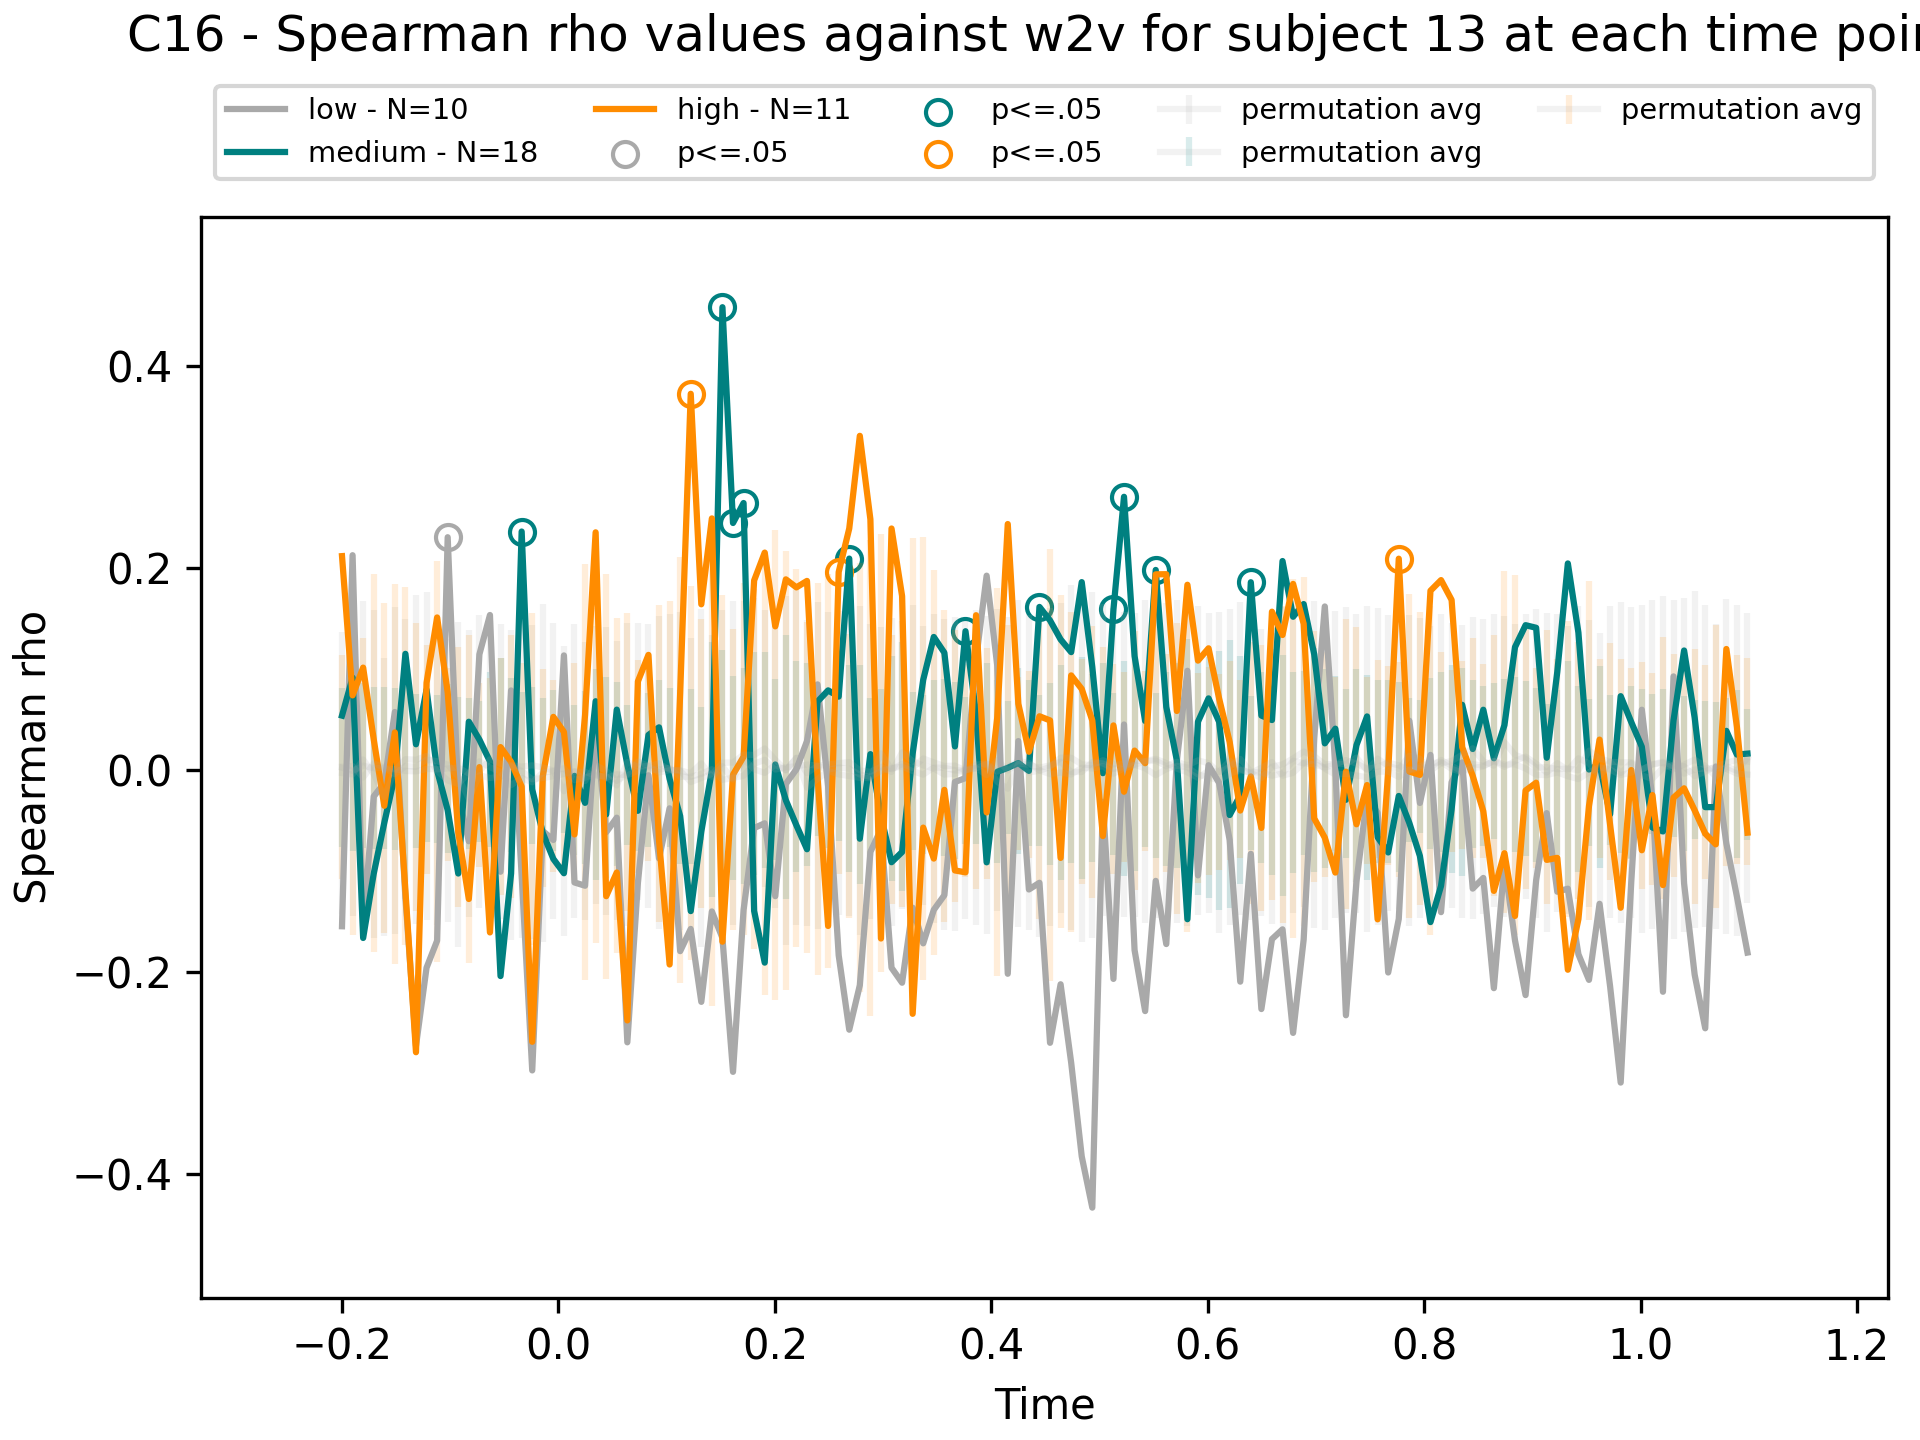 C16 - Spearman rho values against w2v for subject 13 at each time poi
low - N=10
medium - N=18
high - N=11
p<=.05
p<=.05
p<=.05
permutation avg
permutation avg
permutation avg
Spearman rho
0.4
0.2
0.0
−0.2
−0.4
−0.2 0.0 0.2 0.4 0.6 0.8 1.0 1.2
Time